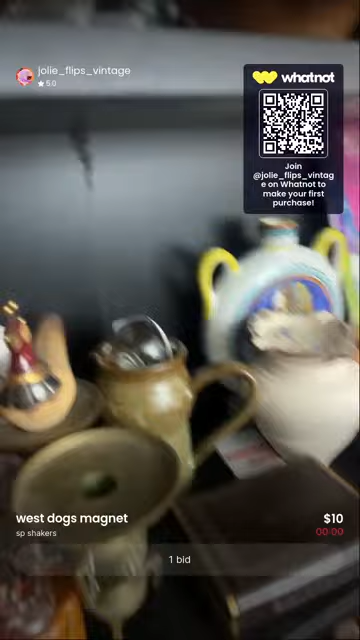 jolie_flips_vintage
★ 5.0
whatnot
Join
@jolie_flips_vintag
e on Whatnot to
make your first
purchase!
west dogs magnet
$10
sp shakers
00:00
1 bid